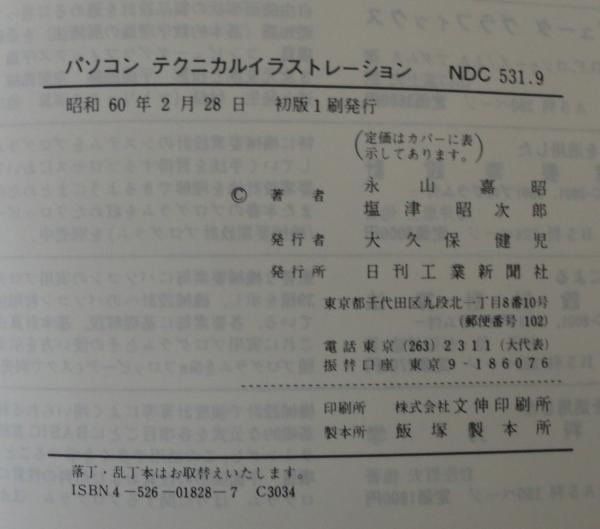 パソコン テクニカルイラストレーション NDC 531.9
昭和 60 年 2 月 28 日 初版 1 刷発行
(定価はカバーに表
示してあります。)
© 著者 永山嘉昭
塩津昭次郎
発行者 大久保健児
発行所 日刊工業新聞社
東京都千代田区九段北一丁目8番10号
(郵便番号 102)
電話 東京 (263) 2311 (大代表)
振替口座 東京 9-186076
印刷所 株式会社 文伸印刷所
製本所 飯塚製本所
落丁・乱丁本はお取替えいたします。
ISBN4-526-01828-7 C3034